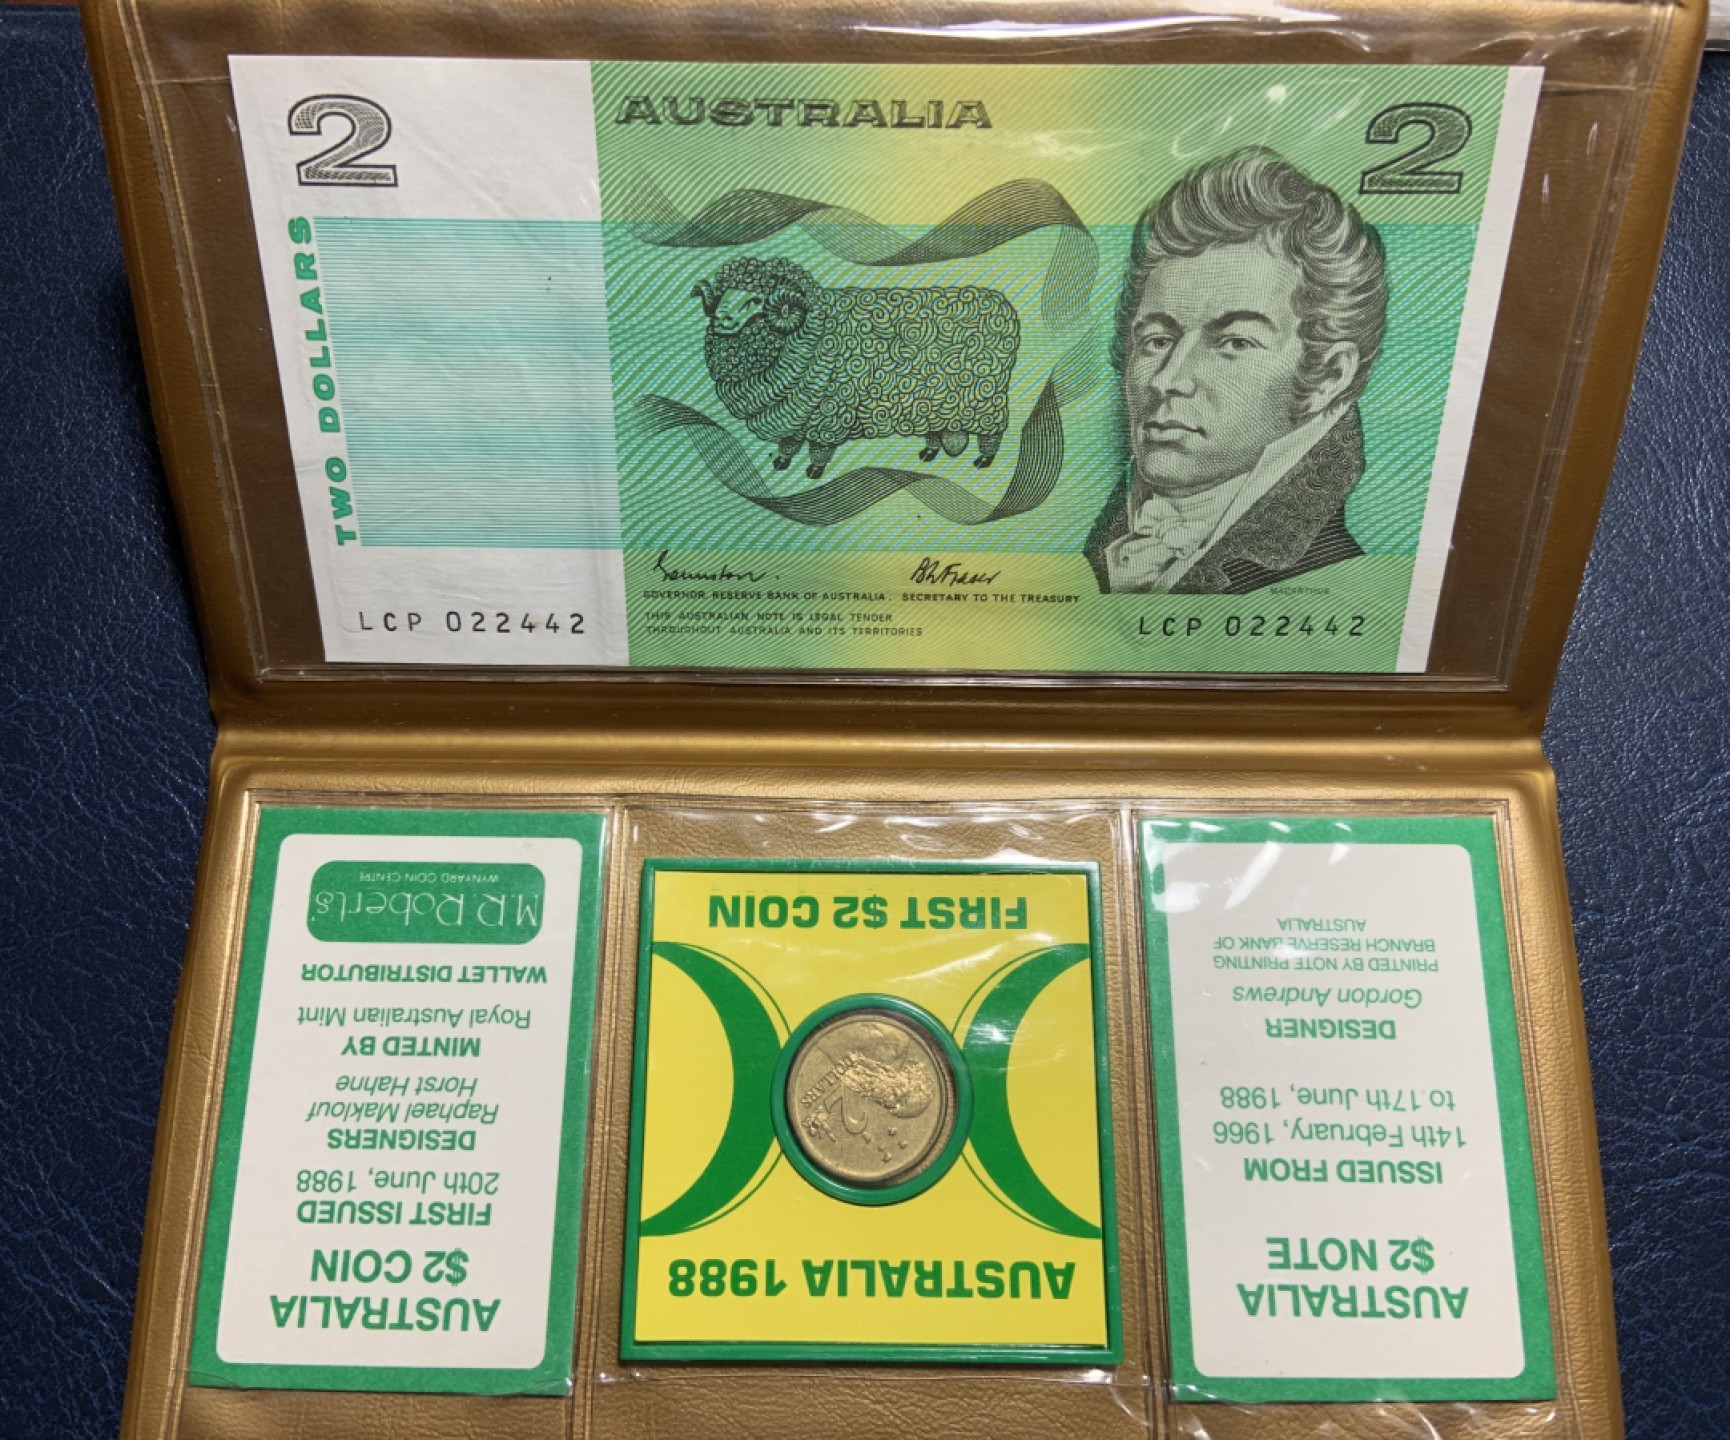 2
AUSTRALIA
2
TWO DOLLARS
GOVERNOR, RESERVE BANK OF AUSTRALIA.
SECRETARY TO THE TREASURY
THIS AUSTRALIAN NOTE IS LEGAL TENDER
THROUGHOUT AUSTRALIA AND ITS TERRITORIES
MACARTHUR
LCP 022442
LCP 022442
AUSTRALIA
$2 COIN
FIRST ISSUED
20th June, 1988
DESIGNERS
Raphael Maklouf
Horst Hahne
MINTED BY
Royal Australian Mint
WALLET DISTRIBUTOR
M.R. Roberts
WYNYARD COIN CENTRE
AUSTRALIA 1988
2
DOLLARS
FIRST $2 COIN
AUSTRALIA
$2 NOTE
ISSUED FROM
14th February, 1966
to 17th June, 1988
DESIGNER
Gordon Andrews
PRINTED BY NOTE PRINTING
BRANCH RESERVE BANK OF
AUSTRALIA